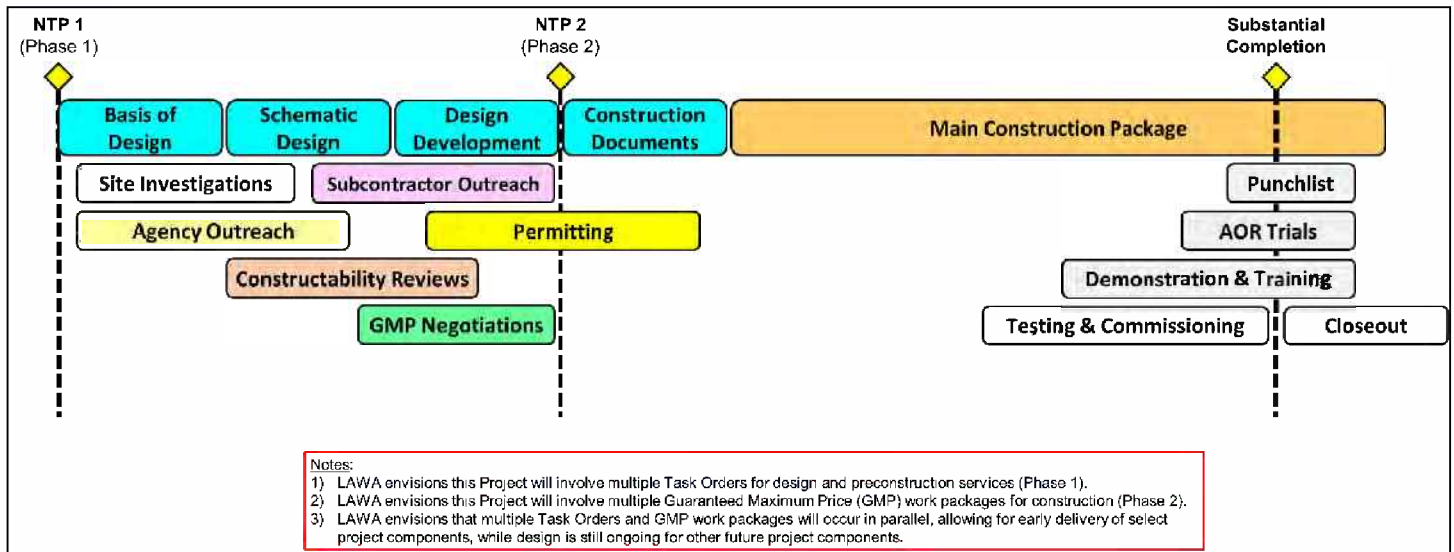 NTP 1
(Phase 1)
NTP 2
(Phase 2)
Substantial
Completion
Basis of
Design
Schematic
Design
Design
Development
Construction
Documents
Main Construction Package
Site Investigations
Subcontractor Outreach
Punchlist
Agency Outreach
Permitting
AOR Trials
Constructability Reviews
Demonstration & Training
GMP Negotiations
Testing & Commissioning
Closeout
Notes:
1) LAWA envisions this Project will involve multiple Task Orders for design and preconstruction services (Phase 1).
2) LAWA envisions this Project will involve multiple Guaranteed Maximum Price (GMP) work packages for construction (Phase 2).
3) LAWA envisions that multiple Task Orders and GMP work packages will occur in parallel, allowing for early delivery of select
project components, while design is still ongoing for other future project components.